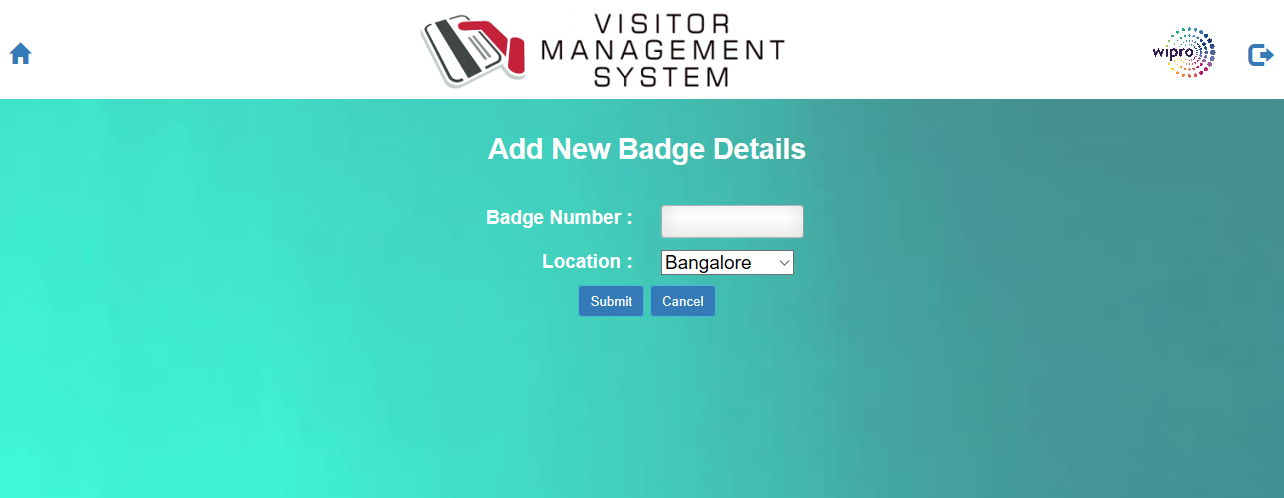 VISITOR
MANAGEMENT
SYSTEM
wipro
Add New Badge Details
Badge Number :
Location : Bangalore
Submit Cancel